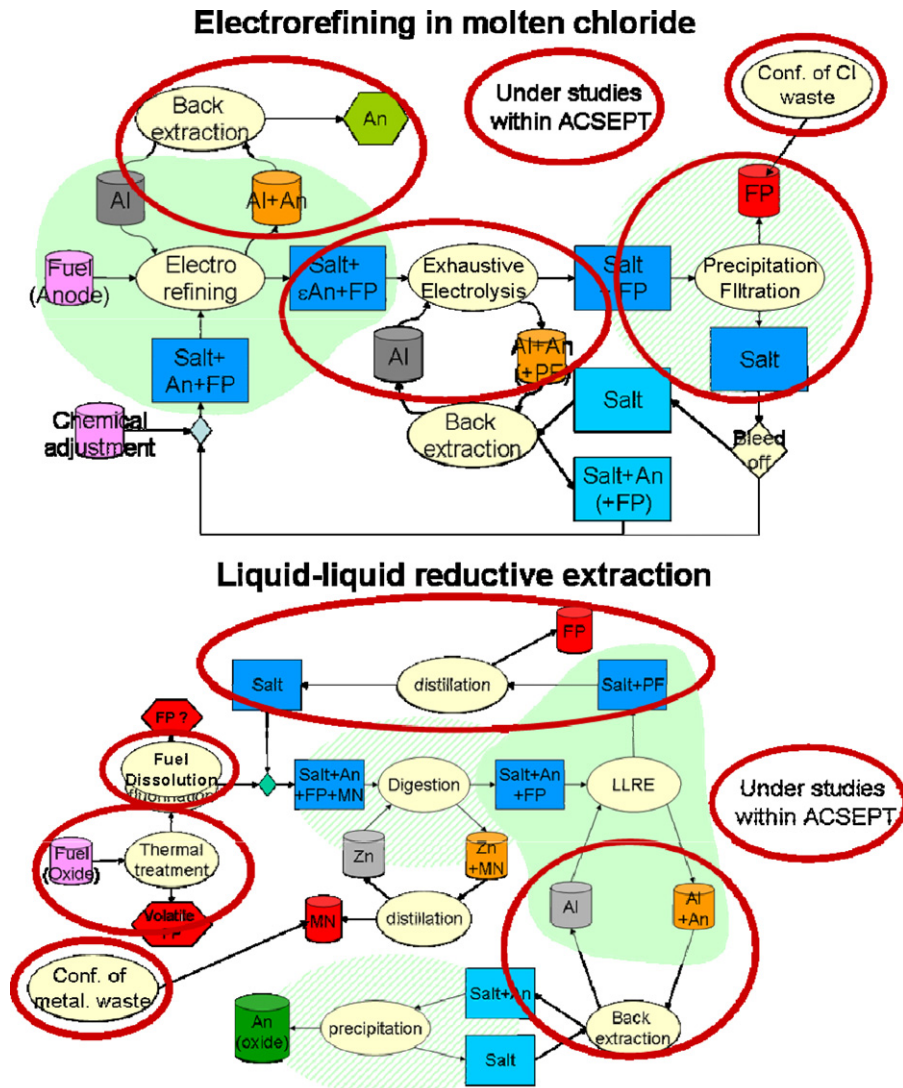 Electrorefining in molten chloride
Back
extraction
An
Under studies
within ACSEPT
Conf. of Cl
waste
Al
Al+An
FP
Fuel
(Anode)
Electro
refining
Salt+
εAn+FP
Exhaustive
Electrolysis
Salt
+FP
Precipitation
FIltration
Salt+
An+FP
Al
Al+An
(+PF)
Salt
Chemical
adjustment
Back
extraction
Salt
Bleed
off
Salt+An
(+FP)
Liquid-liquid reductive extraction
FP
Salt
distillation
Salt+PF
FP ?
Fuel
Dissolution
(fluorination)
Salt+An
+FP+MN
Digestion
Salt+An
+FP
LLRE
Under studies
within ACSEPT
Fuel
(Oxide)
Thermal
treatment
Zn
Zn
+MN
Volatile
FP
MN
distillation
Al
Al
+An
Conf. of
metal. waste
An
(oxide)
precipitation
Salt+An
Salt
Back
extraction